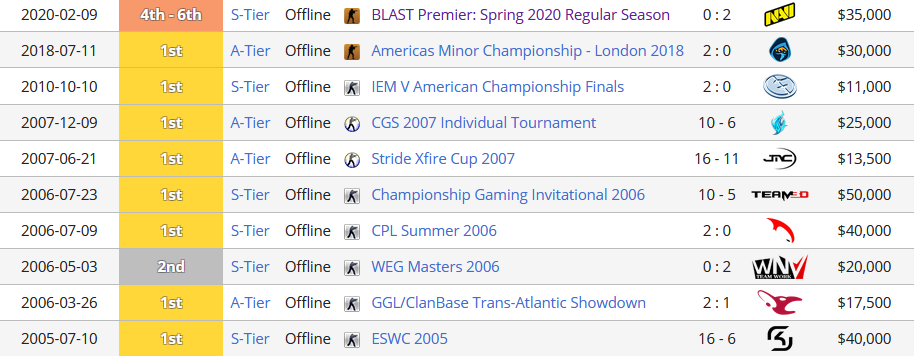 2020-02-09 4th - 6th S-Tier Offline BLAST Premier: Spring 2020 Regular Season 0 : 2 NAVI $35,000
2018-07-11 1st A-Tier Offline Americas Minor Championship - London 2018 2 : 0 $30,000
2010-10-10 1st S-Tier Offline IEM V American Championship Finals 2 : 0 $11,000
2007-12-09 1st A-Tier Offline CGS 2007 Individual Tournament 10 - 6 $25,000
2007-06-21 1st A-Tier Offline Stride Xfire Cup 2007 16 - 11 JMC $13,500
2006-07-23 1st S-Tier Offline Championship Gaming Invitational 2006 10 - 5 TEAM3D $50,000
2006-07-09 1st S-Tier Offline CPL Summer 2006 2 : 0 $40,000
2006-05-03 2nd S-Tier Offline WEG Masters 2006 0 : 2 WNV TEAM WORK $20,000
2006-03-26 1st A-Tier Offline GGL/ClanBase Trans-Atlantic Showdown 2 : 1 $17,500
2005-07-10 1st S-Tier Offline ESWC 2005 16 - 6 SK $40,000